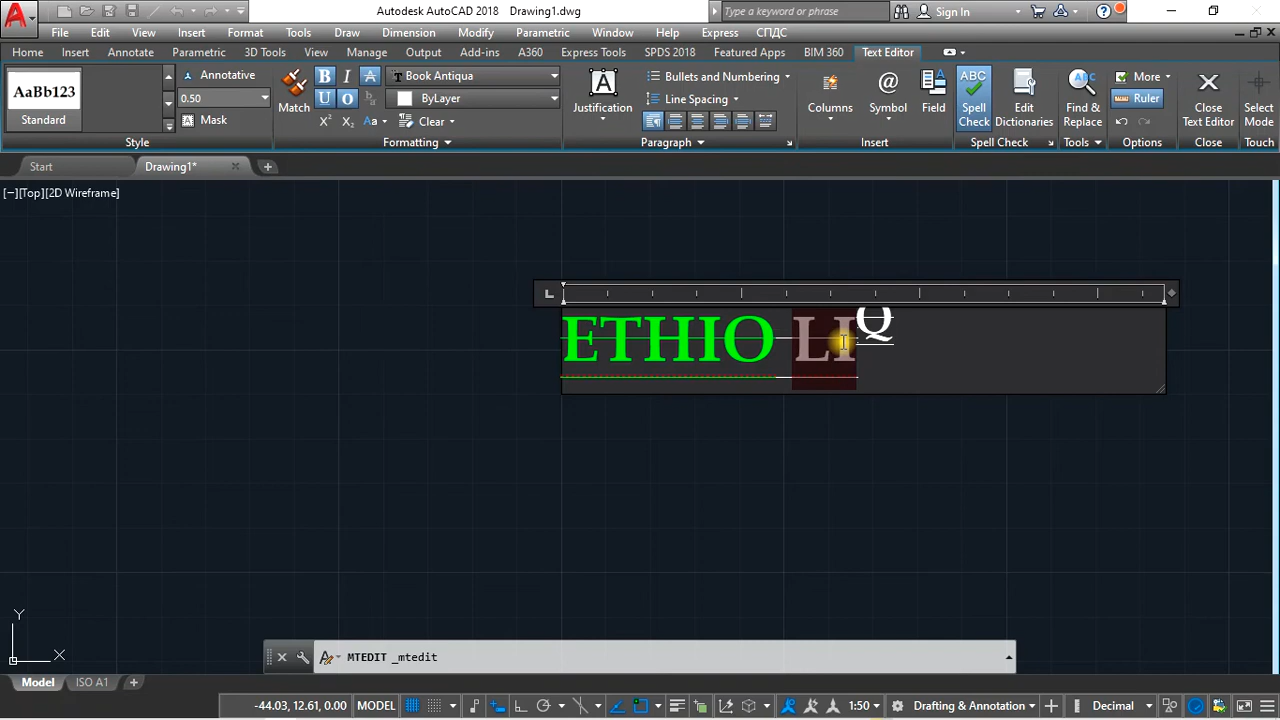 Autodesk AutoCAD 2018 Drawing1.dwg
Type a keyword or phrase
Sign In
File Edit View Insert Format Tools Draw Dimension Modify Parametric Window Help Express СПДС
Home Insert Annotate Parametric 3D Tools View Manage Output Add-ins A360 Express Tools SPDS 2018 Featured Apps BIM 360 Text Editor
AaBb123
Standard
Annotative
0.50
Mask
Style
Match
B I A
Book Antiqua
U O
ByLayer
Aa
Clear
Formatting
Justification
Bullets and Numbering
Line Spacing
Paragraph
Columns
Symbol
Field
Insert
ABC
Spell
Check
Edit
Dictionaries
Spell Check
Find &
Replace
Tools
More
Ruler
Options
Close
Text Editor
Close
Select
Mode
Touch
Start Drawing1*
[−][Top][2D Wireframe]
ETHIO LIQ
Y
X
MTEDIT _mtedit
Model ISO A1
-44.03, 12.61, 0.00 MODEL 1:50 Drafting & Annotation Decimal